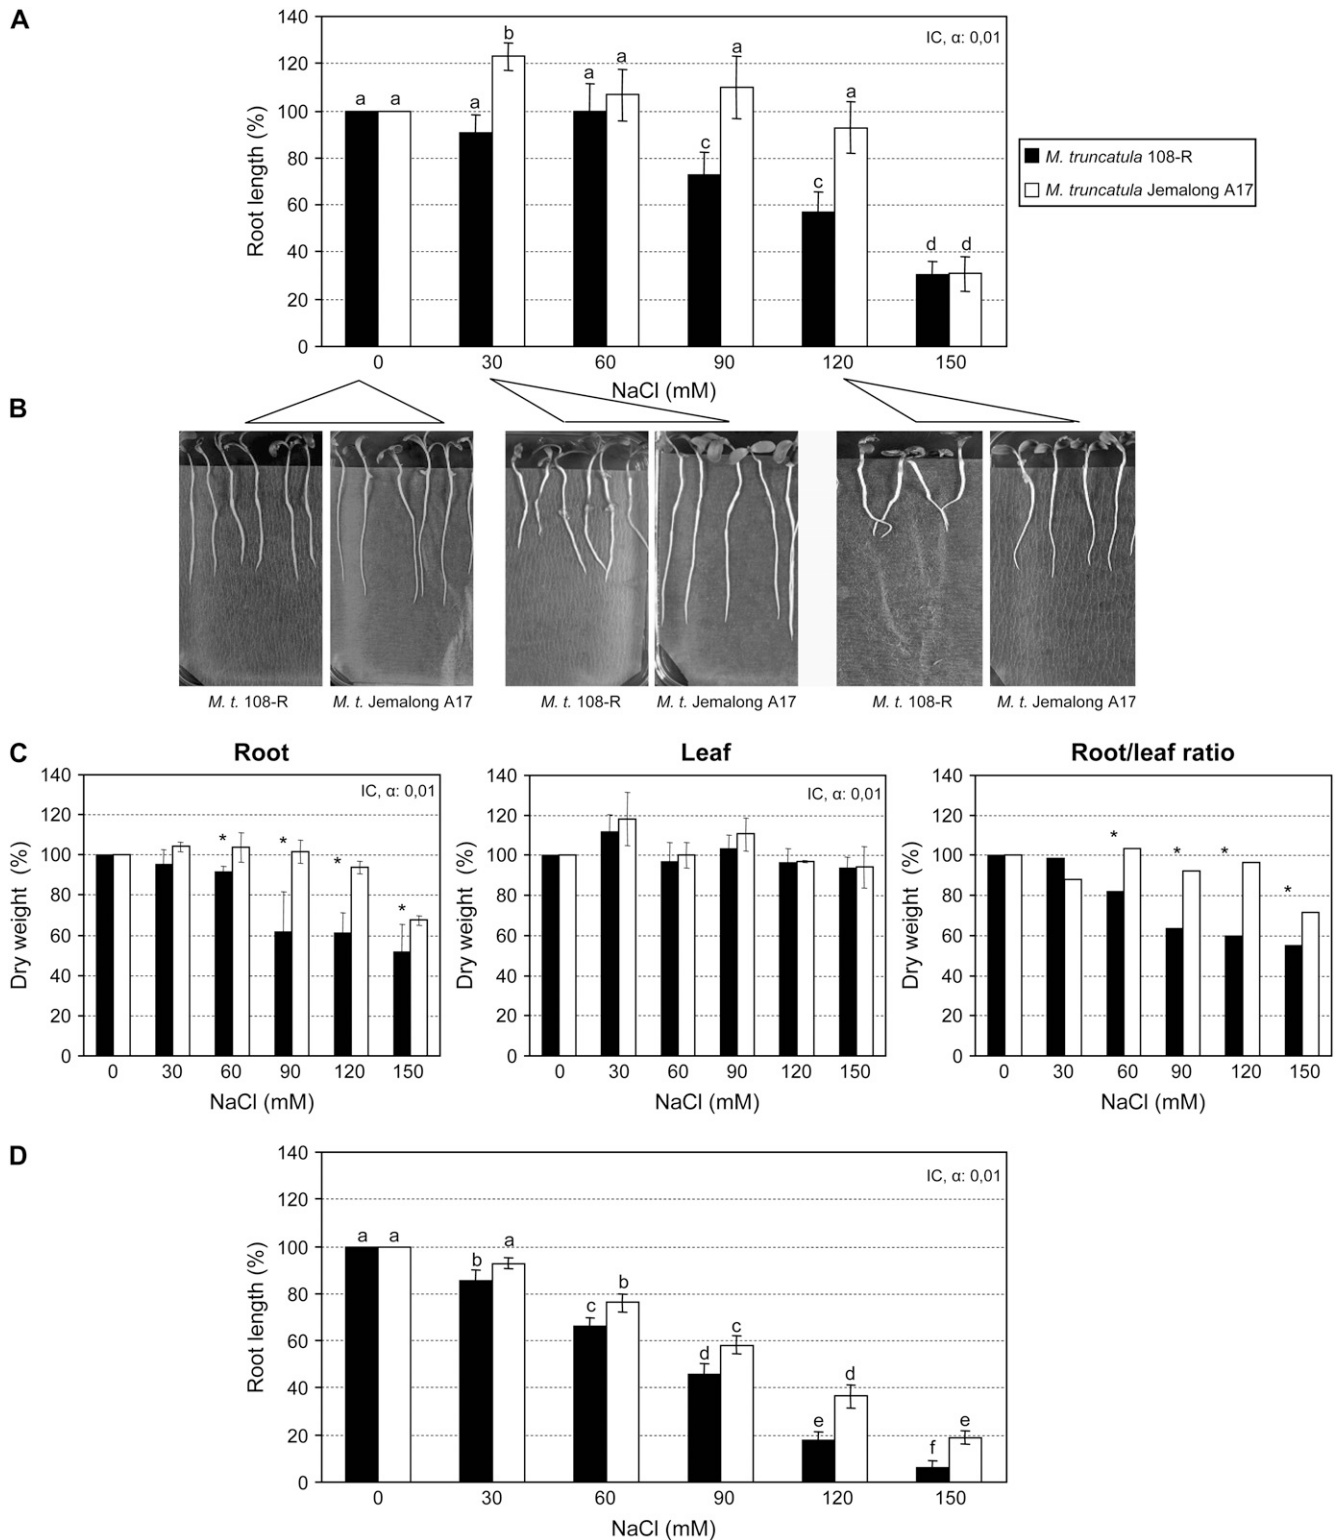 A
140
120
100
80
60
40
20
0
Root length (%)
IC, α: 0,01
a a a b a a c a c a d d
0 30 60 90 120 150
NaCl (mM)
M. truncatula 108-R
M. truncatula Jemalong A17
B
M. t. 108-R M. t. Jemalong A17 M. t. 108-R M. t. Jemalong A17 M. t. 108-R M. t. Jemalong A17
C
Root
140
120
100
80
60
40
20
0
Dry weight (%)
IC, α: 0,01
* * * *
0 30 60 90 120 150
NaCl (mM)
Leaf
140
120
100
80
60
40
20
0
Dry weight (%)
IC, α: 0,01
0 30 60 90 120 150
NaCl (mM)
Root/leaf ratio
140
120
100
80
60
40
20
0
Dry weight (%)
* * * *
0 30 60 90 120 150
NaCl (mM)
D
140
120
100
80
60
40
20
0
Root length (%)
IC, α: 0,01
a a b a c b d c e d f e
0 30 60 90 120 150
NaCl (mM)